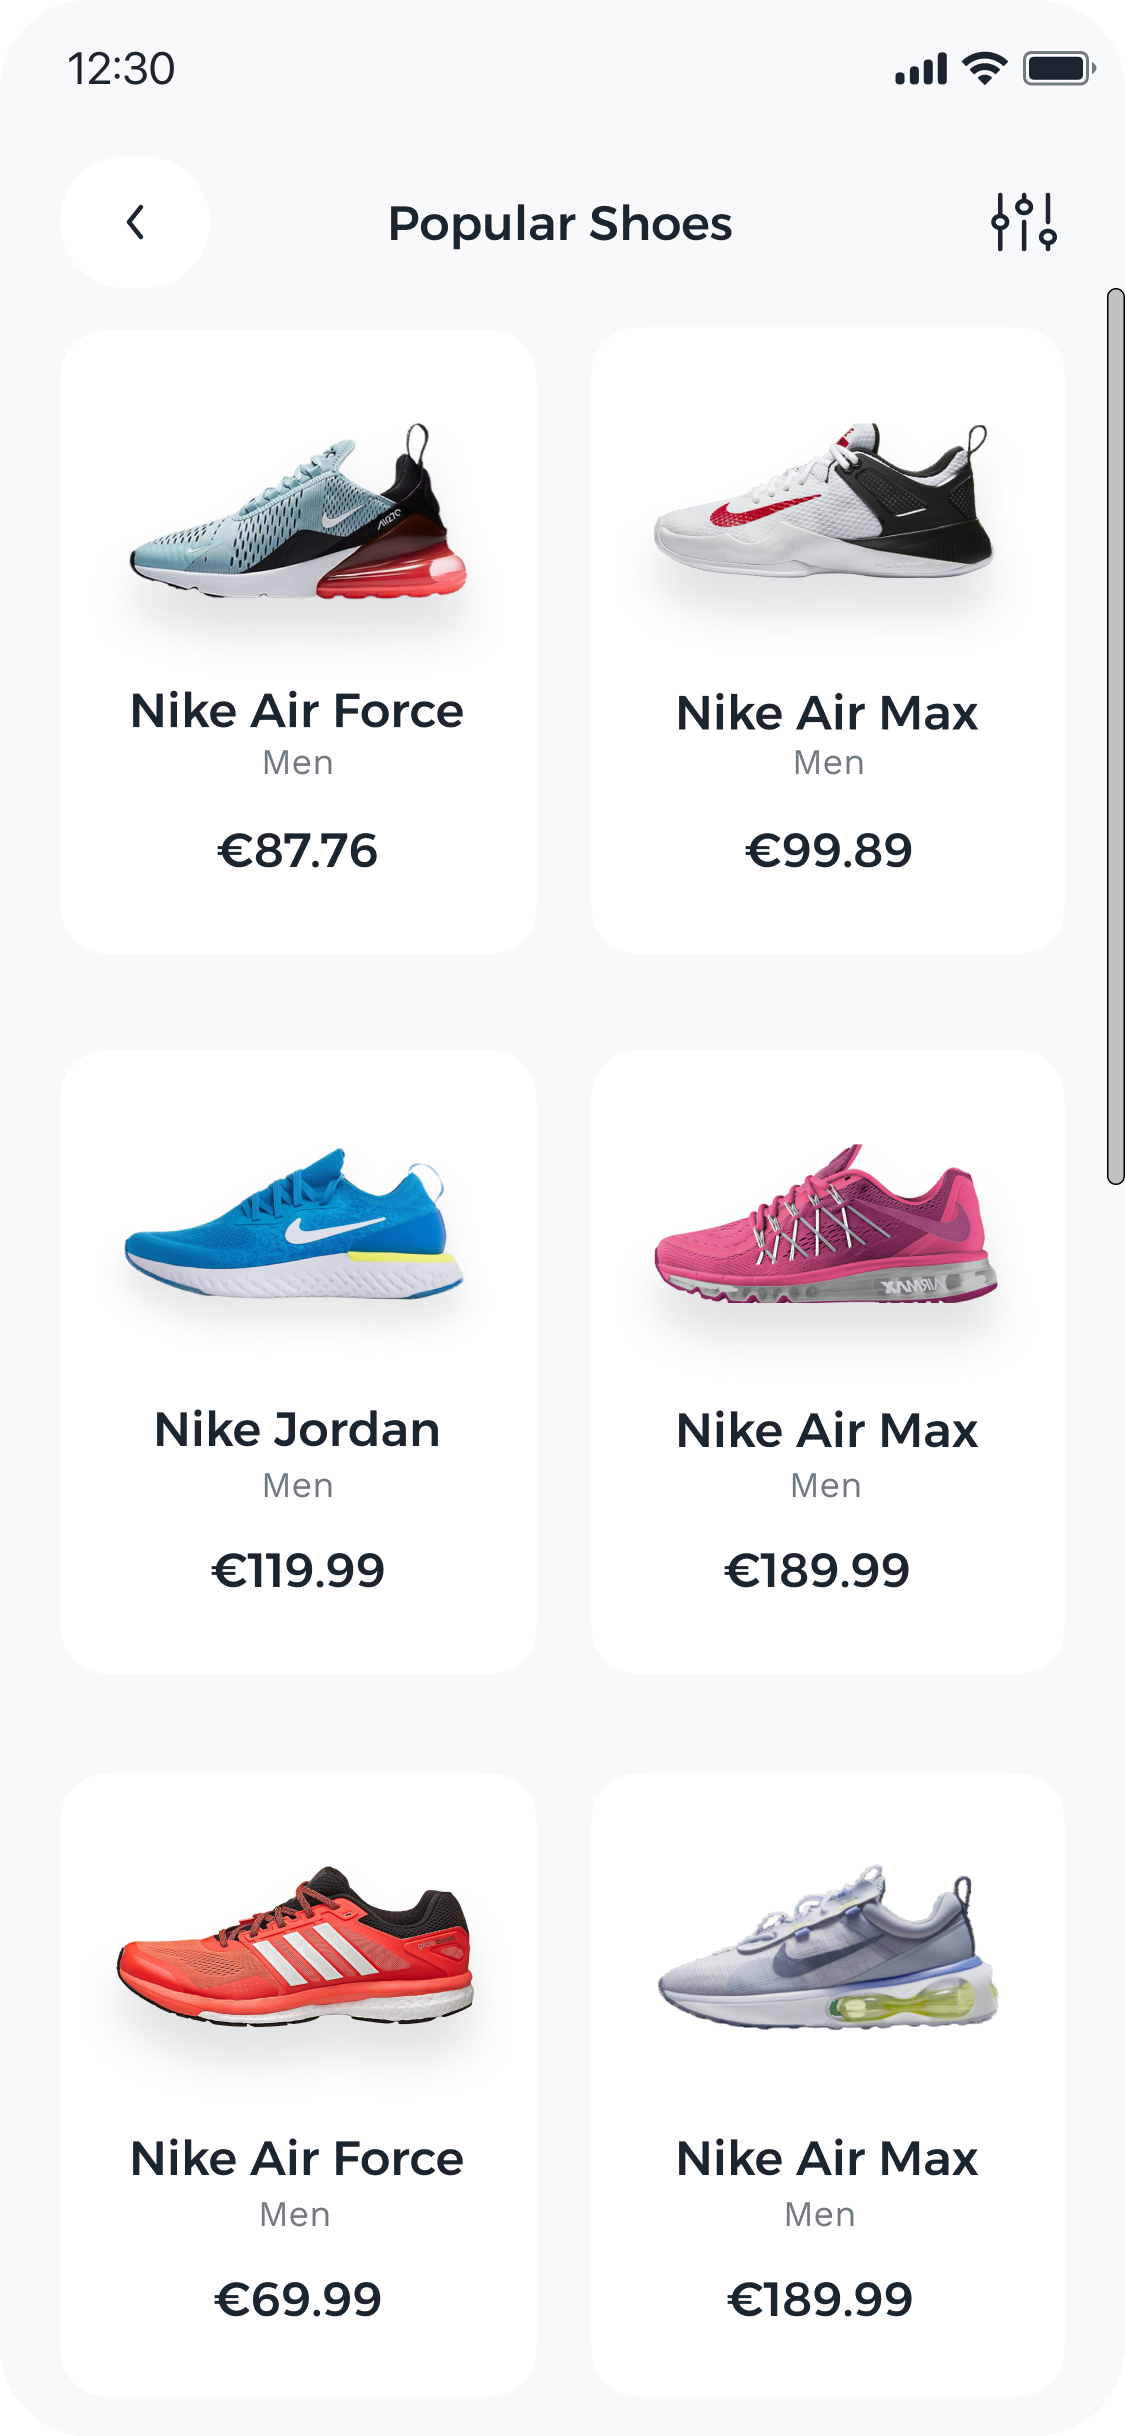 12:30
Popular Shoes
AIR270
Nike Air Force
Men
€87.76
Nike Air Max
Men
€99.89
Nike Jordan
Men
€119.99
AIRMAX
Nike Air Max
Men
€189.99
Nike Air Force
Men
€69.99
Nike Air Max
Men
€189.99